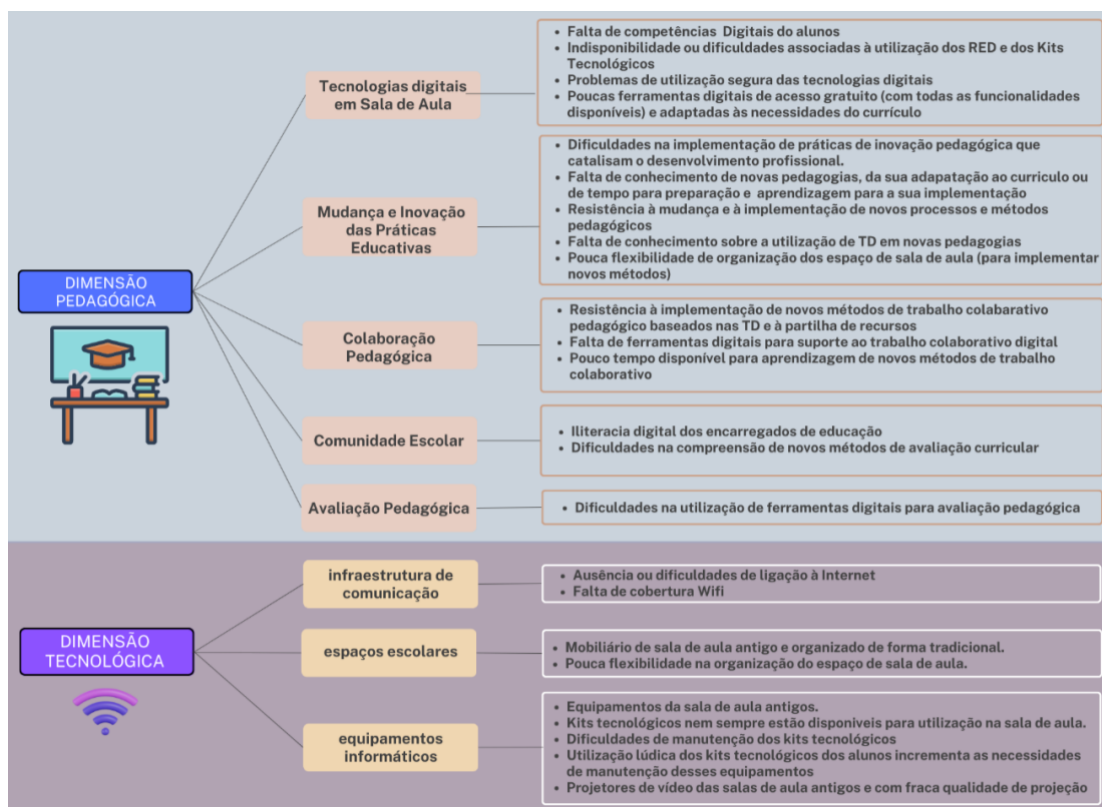 DIMENSÃO
PEDAGÓGICA
Tecnologias digitais
em Sala de Aula
• Falta de competências Digitais do alunos
• Indisponibilidade ou dificuldades associadas à utilização dos RED e dos Kits
Tecnológicos
• Problemas de utilização segura das tecnologias digitais
• Poucas ferramentas digitais de acesso gratuito (com todas as funcionalidades
disponíveis) e adaptadas às necessidades do currículo
Mudança e Inovação
das Práticas
Educativas
• Dificuldades na implementação de práticas de inovação pedagógica que
catalisam o desenvolvimento profissional.
• Falta de conhecimento de novas pedagogias, da sua adapatação ao curriculo ou
de tempo para preparação e aprendizagem para a sua implementação
• Resistência à mudança e à implementação de novos processos e métodos
pedagógicos
• Falta de conhecimento sobre a utilização de TD em novas pedagogias
• Pouca flexibilidade de organização dos espaço de sala de aula (para implementar
novos métodos)
Colaboração
Pedagógica
• Resistência à implementação de novos métodos de trabalho colabarativo
pedagógico baseados nas TD e à partilha de recursos
• Falta de ferramentas digitais para suporte ao trabalho colaborativo digital
• Pouco tempo disponível para aprendizagem de novos métodos de trabalho
colaborativo
Comunidade Escolar
• Iliteracia digital dos encarregados de educação
• Dificuldades na compreensão de novos métodos de avaliação curricular
Avaliação Pedagógica
• Dificuldades na utilização de ferramentas digitais para avaliação pedagógica
DIMENSÃO
TECNOLÓGICA
infraestrutura de
comunicação
• Ausência ou dificuldades de ligação à Internet
• Falta de cobertura Wifi
espaços escolares
• Mobiliário de sala de aula antigo e organizado de forma tradicional.
• Pouca flexibilidade na organização do espaço de sala de aula.
equipamentos
informáticos
• Equipamentos da sala de aula antigos.
• Kits tecnológicos nem sempre estão disponiveis para utilização na sala de aula.
• Dificuldades de manutenção dos kits tecnológicos
• Utilização lúdica dos kits tecnológicos dos alunos incrementa as necessidades
de manutenção desses equipamentos
• Projetores de vídeo das salas de aula antigos e com fraca qualidade de projeção